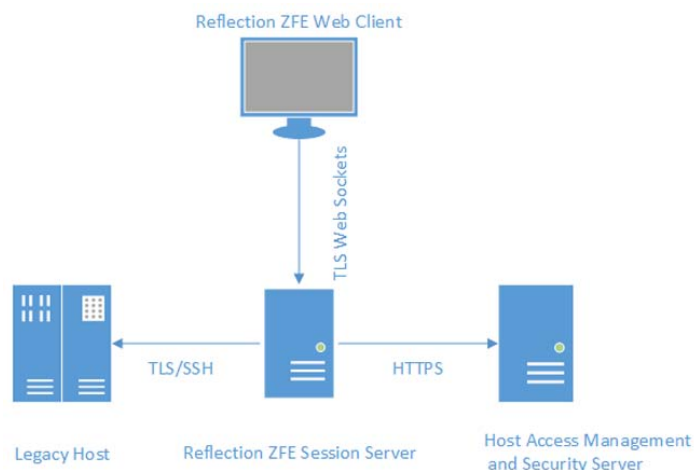 Reflection ZFE Web Client
TLS Web Sockets
TLS/SSH
HTTPS
Legacy Host
Reflection ZFE Session Server
Host Access Management
and Security Server